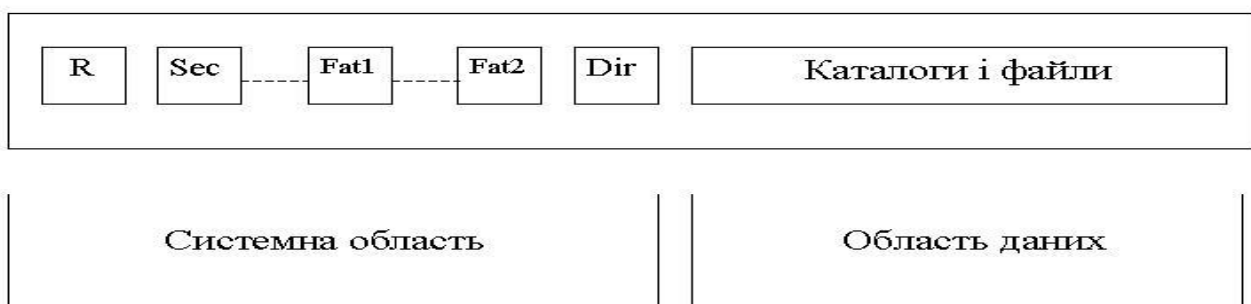 R Sec Fat1 Fat2 Dir Каталоги і файли
Системна область Область даних